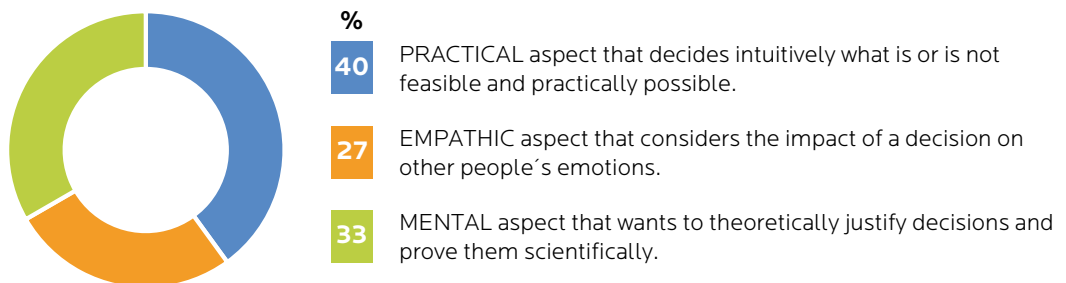 %
40
PRACTICAL aspect that decides intuitively what is or is not
feasible and practically possible.
27
EMPATHIC aspect that considers the impact of a decision on
other people´s emotions.
33
MENTAL aspect that wants to theoretically justify decisions and
prove them scientifically.